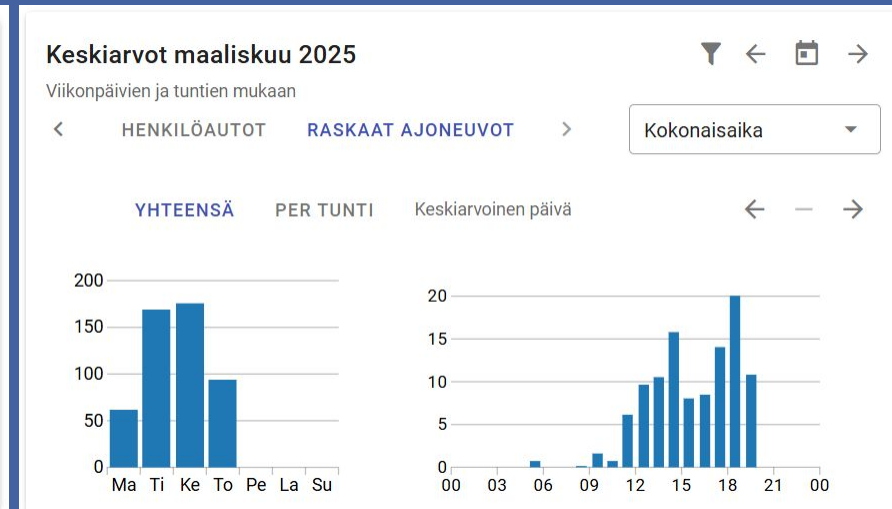 Keskiarvot maaliskuu 2025
Viikonpäivien ja tuntien mukaan
HENKILÖAUTOT RASKAAT AJONEUVOT
Kokonaisaika
YHTEENSÄ PER TUNTI Keskiarvoinen päivä
200
150
100
50
0
Ma Ti Ke To Pe La Su
20
15
10
5
0
00 03 06 09 12 15 18 21 00